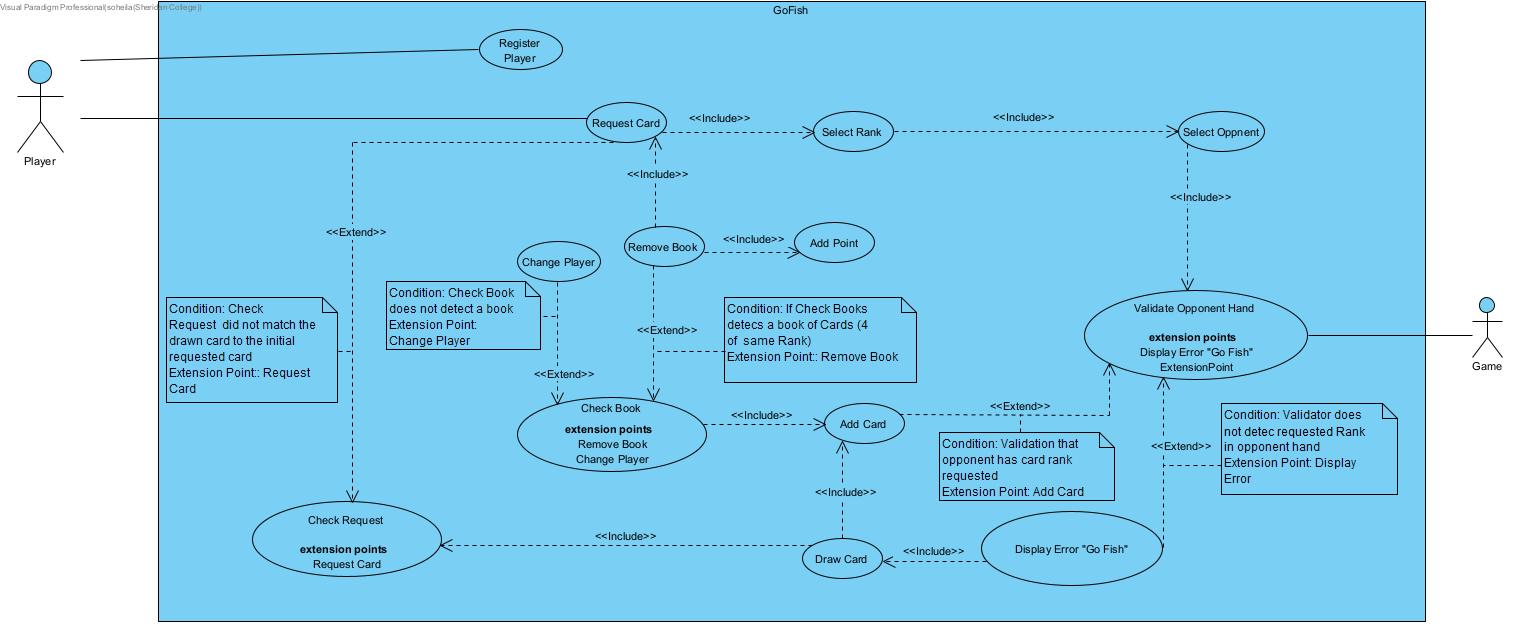 Visual Paradigm Professional(soheila(Sheridan College))
GoFish
Register
Player
Player
Request Card
<<Include>>
Select Rank
<<Include>>
Select Oppnent
<<Include>>
<<Include>>
<<Extend>>
Change Player
Remove Book
<<Include>>
Add Point
Condition: Check
Request  did not match the
drawn card to the initial
requested card
Extension Point:: Request
Card
Condition: Check Book
does not detect a book
Extension Point:
Change Player
<<Extend>>
Condition: If Check Books
detecs a book of Cards (4
of  same Rank)
Extension Point:: Remove Book
Validate Opponent Hand
extension points
Display Error "Go Fish"
ExtensionPoint
Game
<<Extend>>
Check Book
extension points
Remove Book
Change Player
<<Include>>
Add Card
<<Extend>>
Condition: Validation that
opponent has card rank
requested
Extension Point: Add Card
<<Extend>>
Condition: Validator does
not detec requested Rank
in opponent hand
Extension Point: Display
Error
<<Include>>
Check Request
extension points
Request Card
<<Include>>
Draw Card
<<Include>>
Display Error "Go Fish"